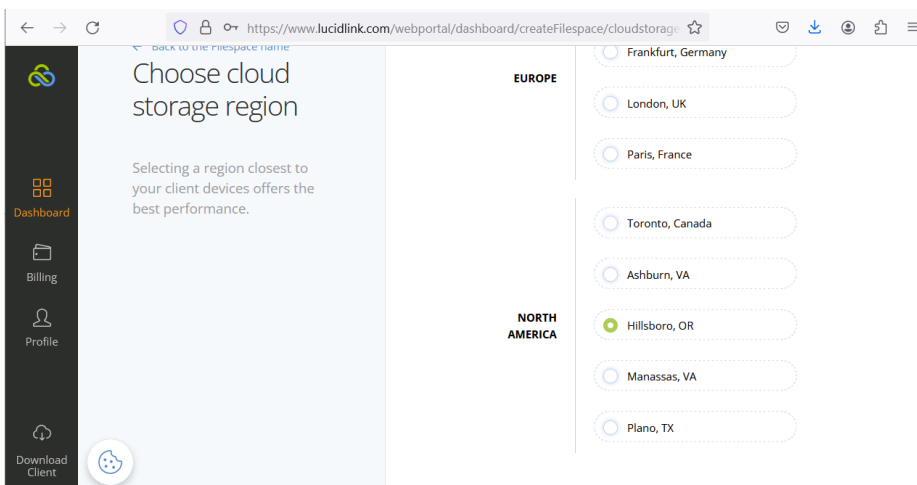 https://www.lucidlink.com/webportal/dashboard/createFilespace/cloudstorage
Back to the Filespace name
Choose cloud
storage region
Selecting a region closest to
your client devices offers the
best performance.
Dashboard
Billing
Profile
Download
Client
EUROPE
Frankfurt, Germany
London, UK
Paris, France
NORTH
AMERICA
Toronto, Canada
Ashburn, VA
Hillsboro, OR
Manassas, VA
Plano, TX